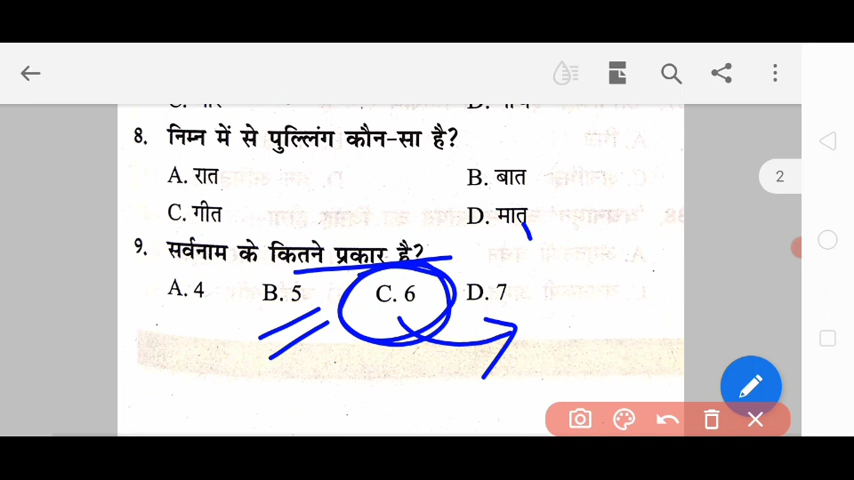 2
8. निम्न में से पुल्लिंग कौन-सा है?
A. रात B. बात
C. गीत D. मात
9. सर्वनाम के कितने प्रकार है?
A. 4 B. 5 C. 6 D. 7